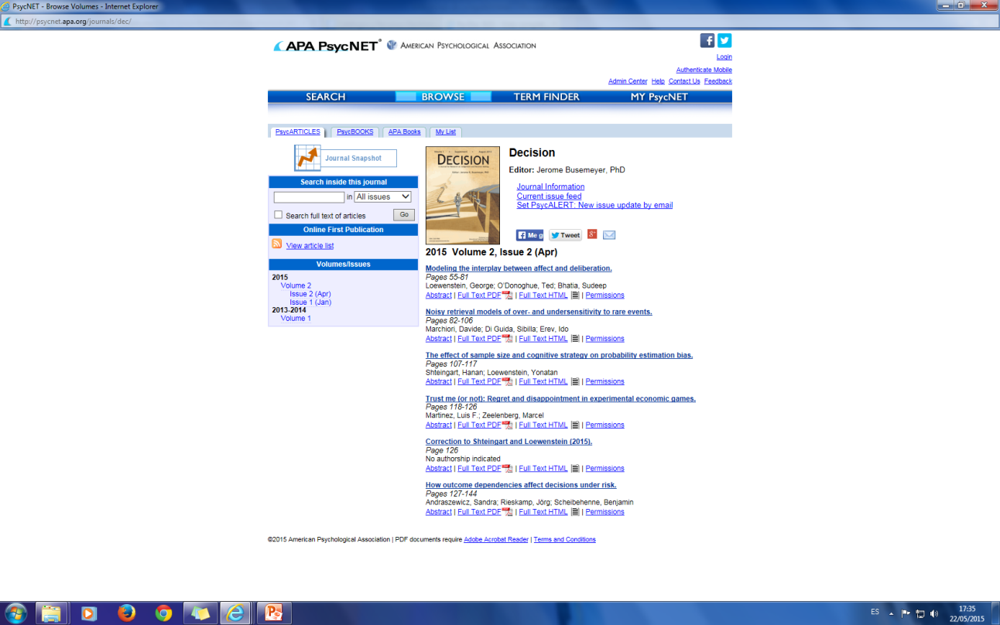 PsycNET - Browse Volumes - Internet Explorer
http://psycnet.apa.org/journals/dec/
APA PsycNET® AMERICAN PSYCHOLOGICAL ASSOCIATION
Login
Authenticate Mobile
Admin Center Help Contact Us Feedback
SEARCH BROWSE TERM FINDER MY PsycNET
PsycARTICLES PsycBOOKS APA Books My List
Journal Snapshot
Search inside this journal
in All issues
Search full text of articles Go
Online First Publication
View article list
Volumes/Issues
2015
Volume 2
Issue 2 (Apr)
Issue 1 (Jan)
2013-2014
Volume 1
DECISION
Decision
Editor: Jerome Busemeyer, PhD
Journal Information
Current issue feed
Set PsycALERT: New issue update by email
Me g Tweet
2015 Volume 2, Issue 2 (Apr)
Modeling the interplay between affect and deliberation.
Pages 55-81
Loewenstein, George; O'Donoghue, Ted; Bhatia, Sudeep
Abstract | Full Text PDF | Full Text HTML | Permissions
Noisy retrieval models of over- and undersensitivity to rare events.
Pages 82-106
Marchiori, Davide; Di Guida, Sibilla; Erev, Ido
Abstract | Full Text PDF | Full Text HTML | Permissions
The effect of sample size and cognitive strategy on probability estimation bias.
Pages 107-117
Shteingart, Hanan; Loewenstein, Yonatan
Abstract | Full Text PDF | Full Text HTML | Permissions
Trust me (or not): Regret and disappointment in experimental economic games.
Pages 118-126
Martinez, Luis F.; Zeelenberg, Marcel
Abstract | Full Text PDF | Full Text HTML | Permissions
Correction to Shteingart and Loewenstein (2015).
Page 126
No authorship indicated
Abstract | Full Text PDF | Full Text HTML | Permissions
How outcome dependencies affect decisions under risk.
Pages 127-144
Andraszewicz, Sandra; Rieskamp, Jörg; Scheibehenne, Benjamin
Abstract | Full Text PDF | Full Text HTML | Permissions
©2015 American Psychological Association | PDF documents require Adobe Acrobat Reader | Terms and Conditions
ES
17:35
22/05/2015